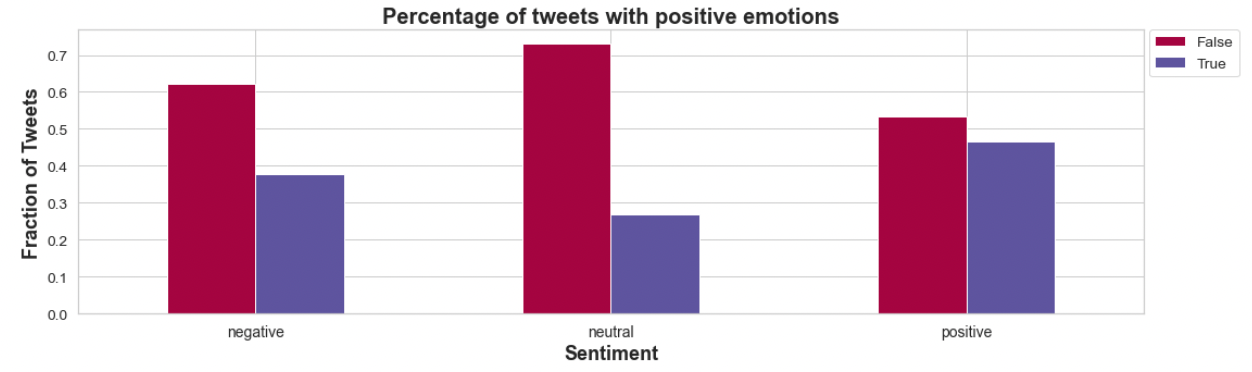 Percentage of tweets with positive emotions
False
True
Fraction of Tweets
0.7
0.6
0.5
0.4
0.3
0.2
0.1
0.0
negative
neutral
positive
Sentiment